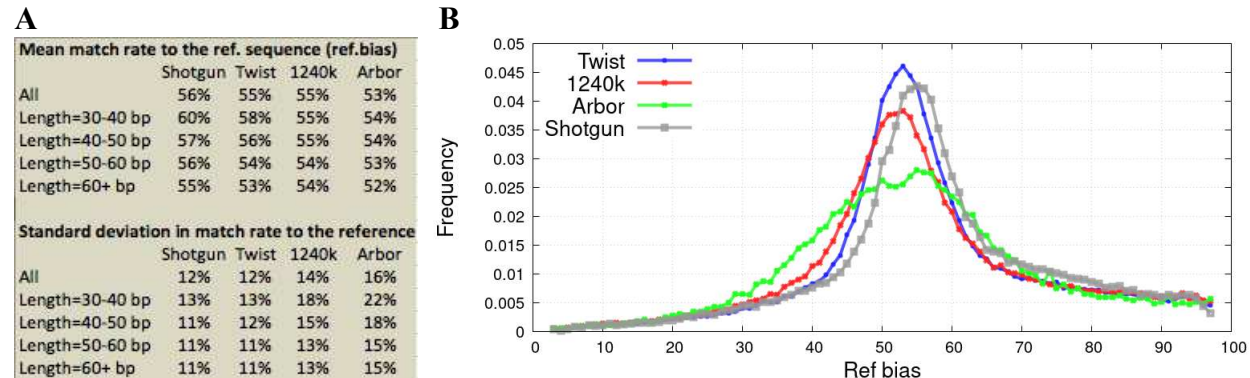 A
Mean match rate to the ref. sequence (ref.bias)
Shotgun Twist 1240k Arbor
All 56% 55% 55% 53%
Length=30-40 bp 60% 58% 55% 54%
Length=40-50 bp 57% 56% 55% 54%
Length=50-60 bp 56% 54% 54% 53%
Length=60+ bp 55% 53% 54% 52%
Standard deviation in match rate to the reference
Shotgun Twist 1240k Arbor
All 12% 12% 14% 16%
Length=30-40 bp 13% 13% 18% 22%
Length=40-50 bp 11% 12% 15% 18%
Length=50-60 bp 11% 11% 13% 15%
Length=60+ bp 11% 11% 13% 15%
B
Twist
1240k
Arbor
Shotgun
Frequency
0.05
0.045
0.04
0.035
0.03
0.025
0.02
0.015
0.01
0.005
0
0 10 20 30 40 50 60 70 80 90 100
Ref bias